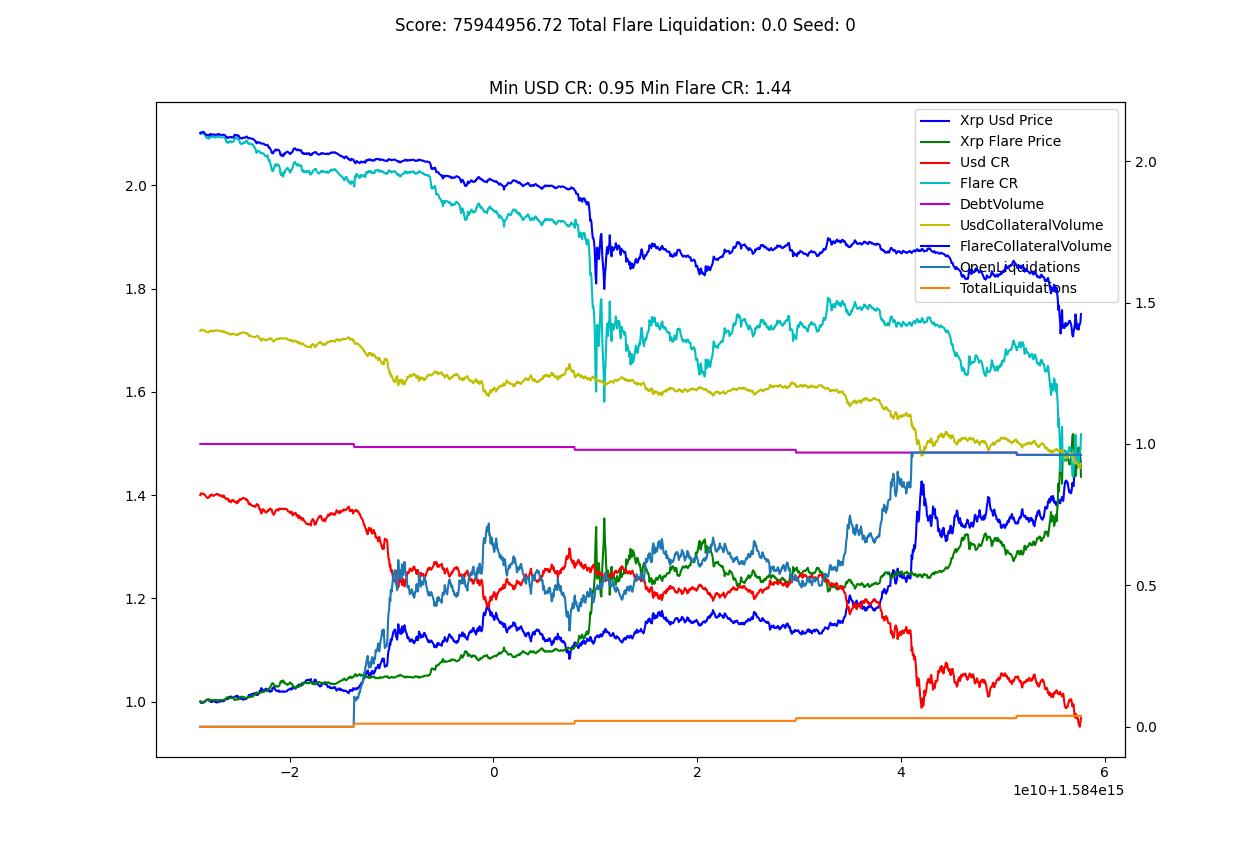 Score: 75944956.72 Total Flare Liquidation: 0.0 Seed: 0
Min USD CR: 0.95 Min Flare CR: 1.44
Xrp Usd Price
Xrp Flare Price
Usd CR
Flare CR
DebtVolume
UsdCollateralVolume
FlareCollateralVolume
OpenLiquidations
TotalLiquidations
2.0
1.8
1.6
1.4
1.2
1.0
2.0
1.5
1.0
0.5
0.0
−2
0
2
4
6
1e10+1.584e15